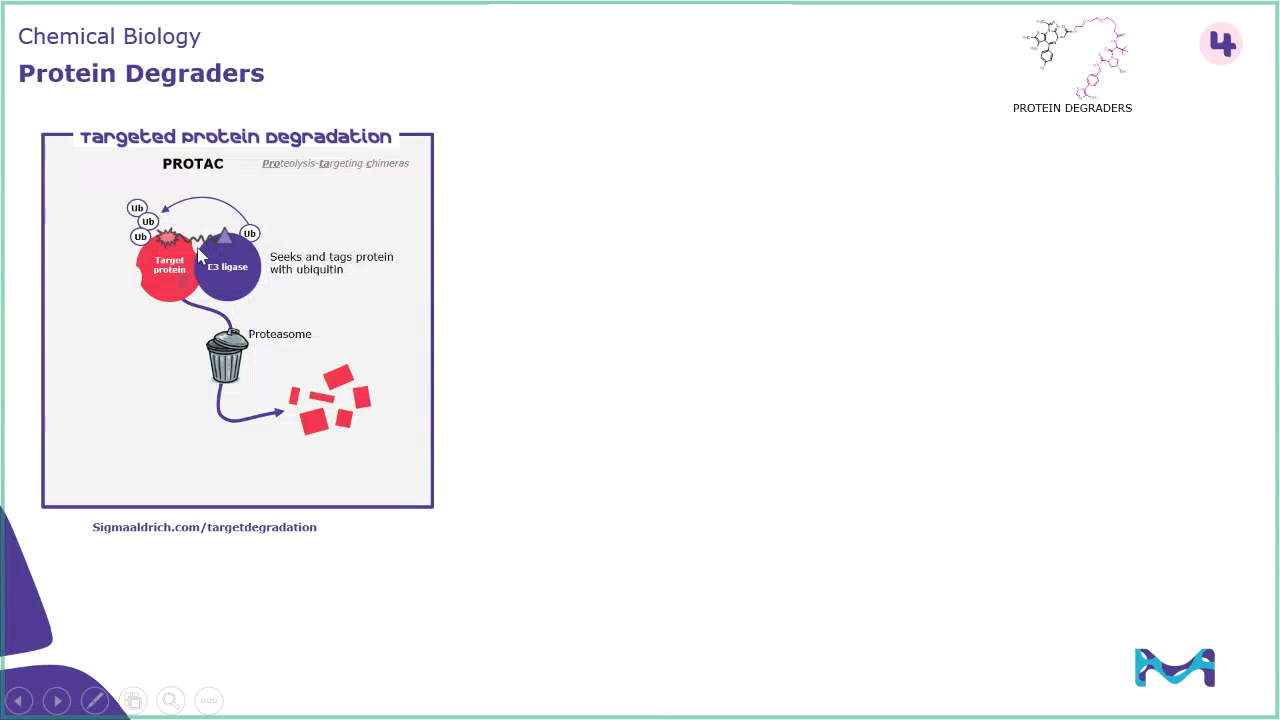 Chemical Biology
Protein Degraders
4
PROTEIN DEGRADERS
Targeted Protein Degradation
PROTAC
Proteolysis-targeting chimeras
Ub
Ub
Ub
Ub
Target
protein
E3 ligase
Seeks and tags protein
with ubiquitin
Proteasome
Sigmaaldrich.com/targetdegradation